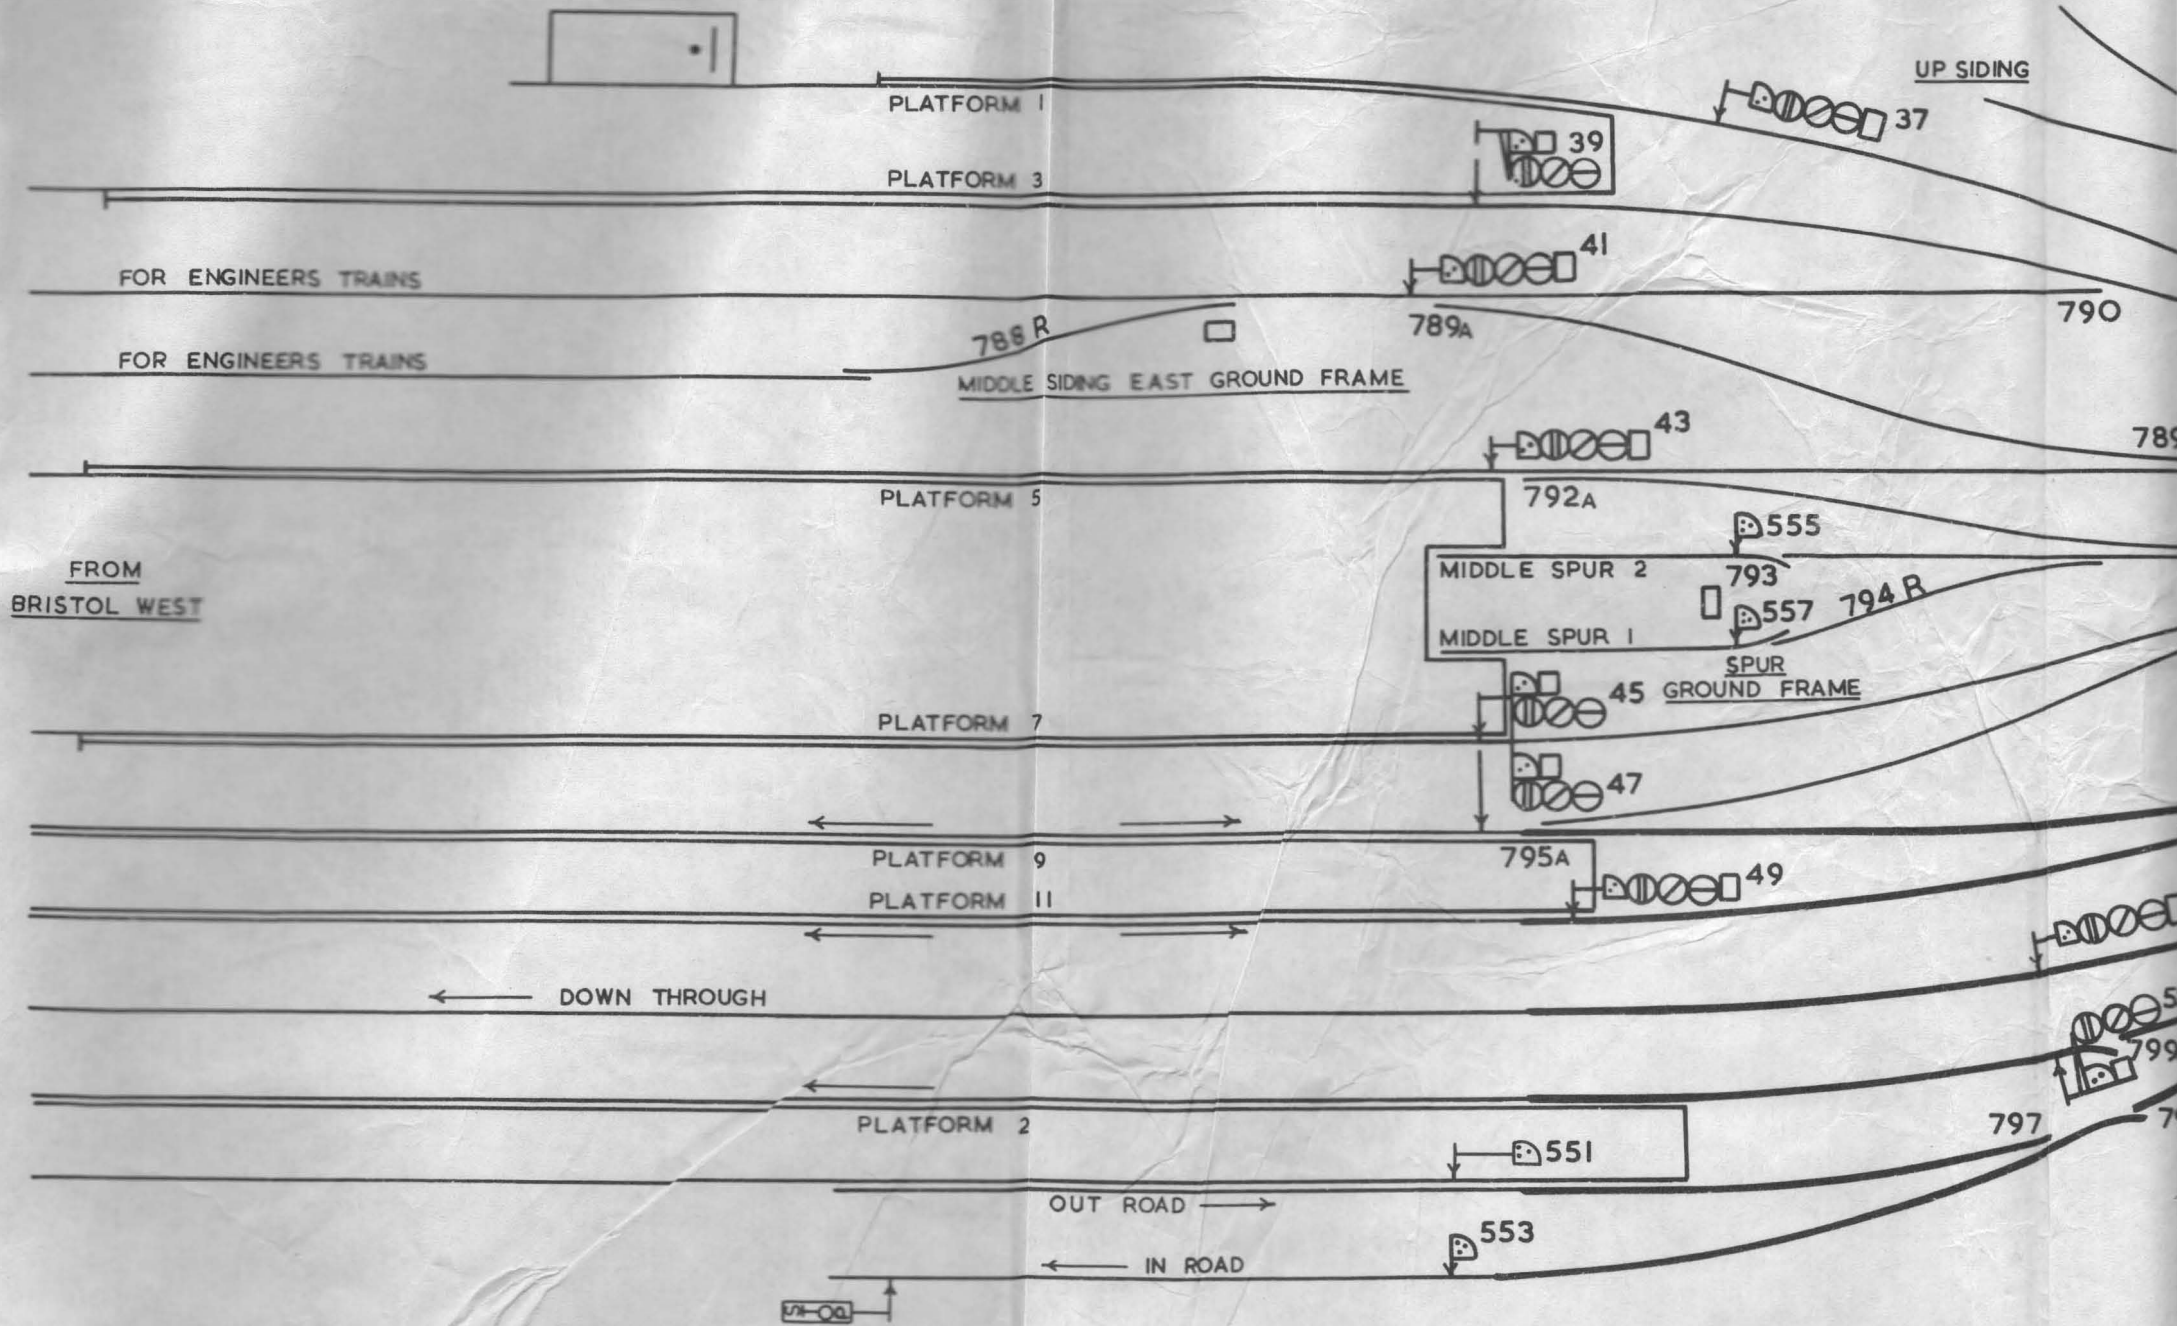 UP SIDING
PLATFORM 1
37
39
PLATFORM 3
41
FOR ENGINEERS TRAINS
790
788 R
789A
FOR ENGINEERS TRAINS
MIDDLE SIDING EAST GROUND FRAME
43
789
PLATFORM 5
792A
555
FROM
BRISTOL WEST
MIDDLE SPUR 2
793
794 R
557
MIDDLE SPUR 1
SPUR
GROUND FRAME
45
PLATFORM 7
47
PLATFORM 9
795A
PLATFORM 11
49
DOWN THROUGH
799
PLATFORM 2
797
551
OUT ROAD
553
IN ROAD
STOP